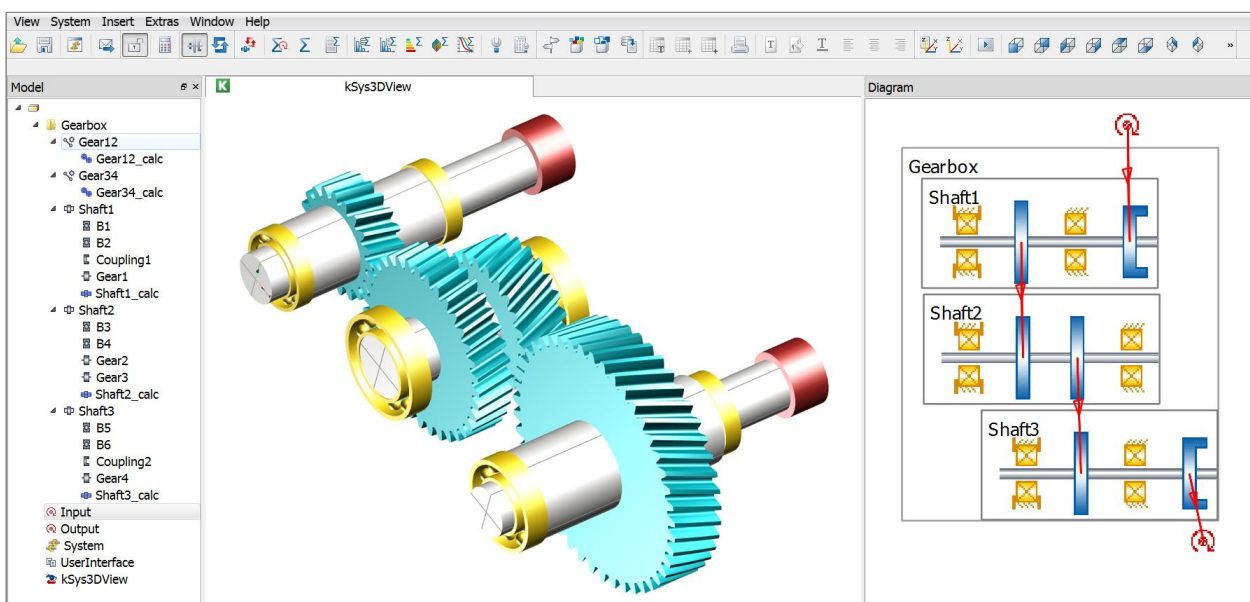 View System Insert Extras Window Help
Model
kSys3DView
Diagram
Gearbox
Gear12
Gear12_calc
Gear34
Gear34_calc
Shaft1
B1
B2
Coupling1
Gear1
Shaft1_calc
Shaft2
B3
B4
Gear2
Gear3
Shaft2_calc
Shaft3
B5
B6
Coupling2
Gear4
Shaft3_calc
Input
Output
System
UserInterface
kSys3DView
Gearbox
Shaft1
Shaft2
Shaft3